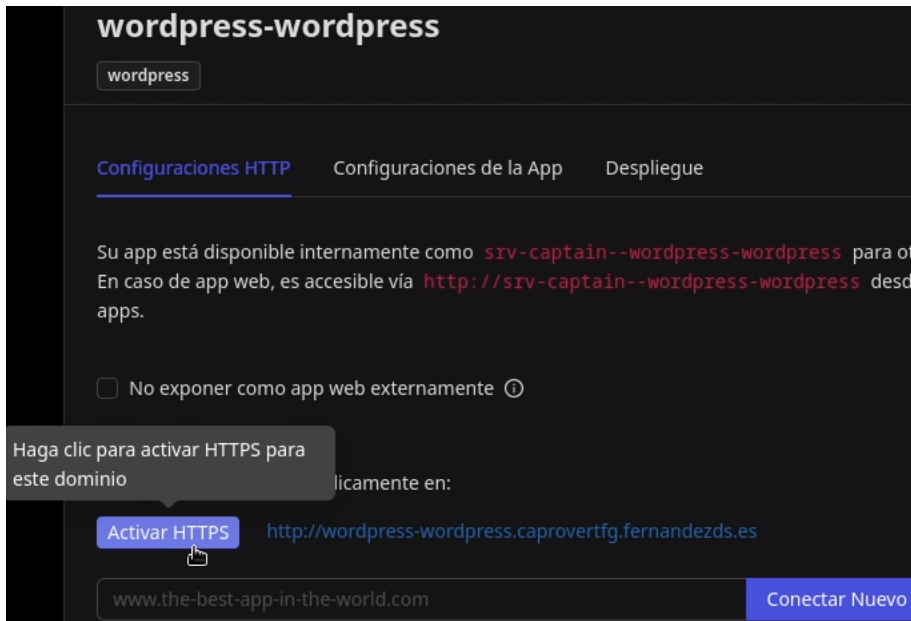 wordpress-wordpress
wordpress
Configuraciones HTTP Configuraciones de la App Despliegue
Su app está disponible internamente como srv-captain--wordpress-wordpress para
En caso de app web, es accesible vía http://srv-captain--wordpress-wordpress
apps.
No exponer como app web externamente
Haga clic para activar HTTPS para
este dominio
en:
Activar HTTPS http://wordpress-wordpress.caprovertfg.fernandezds.es
www.the-best-app-in-the-world.com Conectar Nuevo